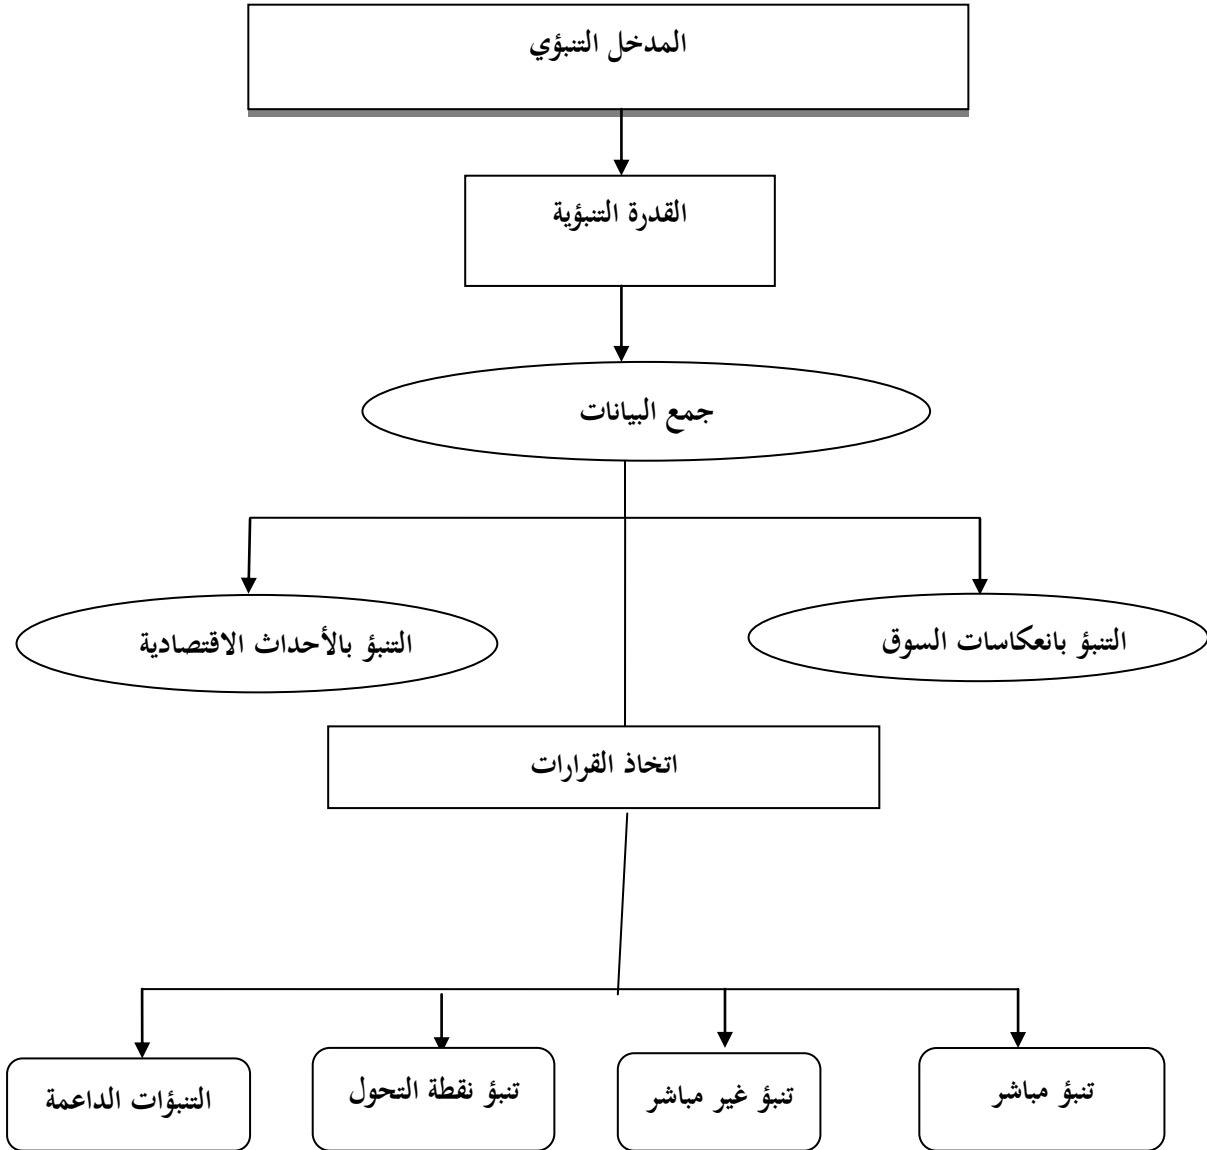 المدخل التنبؤي
القدرة التنبؤية
جمع البيانات
التنبؤ بانعكاسات السوق
التنبؤ بالأحداث الاقتصادية
اتخاذ القرارات
تنبؤ مباشر
تنبؤ غير مباشر
تنبؤ نقطة التحول
التنبؤات الداعمة